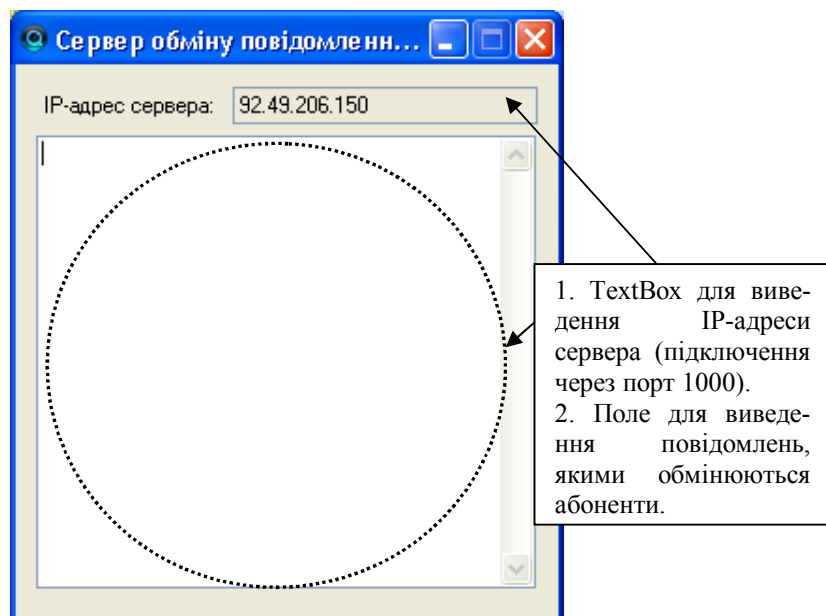 Сервер обміну повідомленн...
IP-адрес сервера: 92.49.206.150
1. TextBox для виве-
дення IP-адреси
сервера (підключення
через порт 1000).
2. Поле для виведе-
ння повідомлень,
якими обмінюються
абоненти.